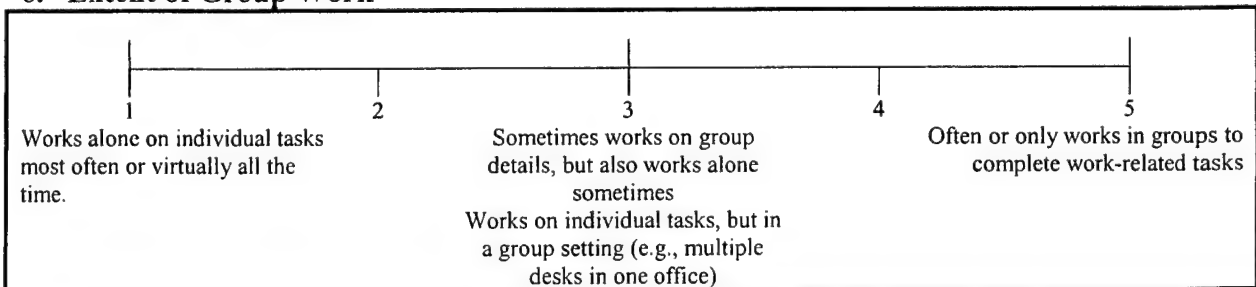 Extent of Group Work
1
2
3
4
5
Works alone on individual tasks
most often or virtually all the
time.
Sometimes works on group
details, but also works alone
sometimes
Works on individual tasks, but in
a group setting (e.g., multiple
desks in one office)
Often or only works in groups to
complete work-related tasks